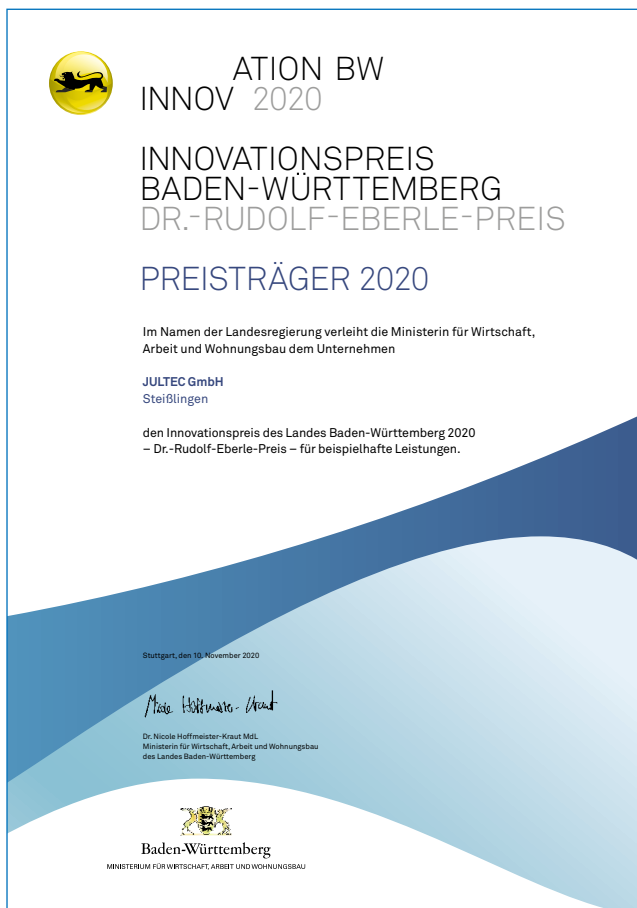 ATION BW
INNOV 2020
INNOVATIONSPREIS
BADEN-WÜRTTEMBERG
DR.-RUDOLF-EBERLE-PREIS
PREISTRÄGER 2020
Im Namen der Landesregierung verleiht die Ministerin für Wirtschaft,
Arbeit und Wohnungsbau dem Unternehmen
JULTEC GmbH
Steißlingen
den Innovationspreis des Landes Baden-Württemberg 2020
– Dr.-Rudolf-Eberle-Preis – für beispielhafte Leistungen.
Stuttgart, den 10. November 2020
Nicole Hoffmeister-Kraut
Dr. Nicole Hoffmeister-Kraut MdL
Ministerin für Wirtschaft, Arbeit und Wohnungsbau
des Landes Baden-Württemberg
Baden-Württemberg
MINISTERIUM FÜR WIRTSCHAFT, ARBEIT UND WOHNUNGSBAU